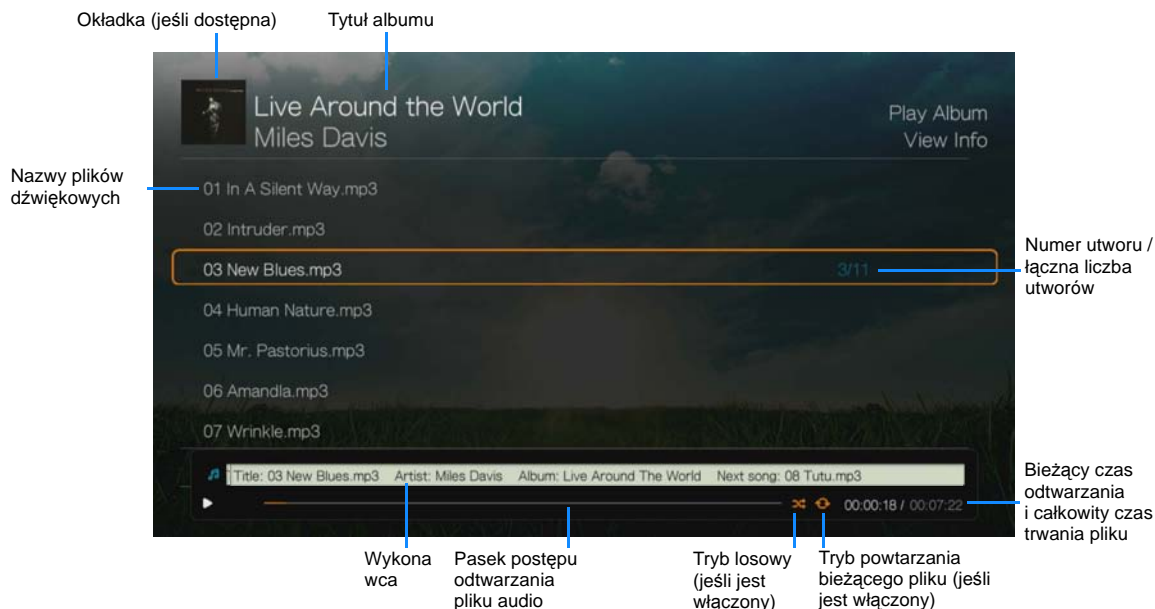 Okładka (jeśli dostępna)
Tytuł albumu
Live Around the World
Miles Davis
Play Album
View Info
Nazwy plików
dźwiękowych
01 In A Silent Way.mp3
02 Intruder.mp3
03 New Blues.mp3
3/11
Numer utworu /
łączna liczba
utworów
04 Human Nature.mp3
05 Mr. Pastorius.mp3
06 Amandla.mp3
07 Wrinkle.mp3
Title: 03 New Blues.mp3 Artist: Miles Davis Album: Live Around The World Next song: 08 Tutu.mp3
00:00:18 / 00:07:22
Bieżący czas
odtwarzania
i całkowity czas
trwania pliku
Wykona
wca
Pasek postępu
odtwarzania
pliku audio
Tryb losowy
(jeśli jest
włączony)
Tryb powtarzania
bieżącego pliku (jeśli
jest włączony)